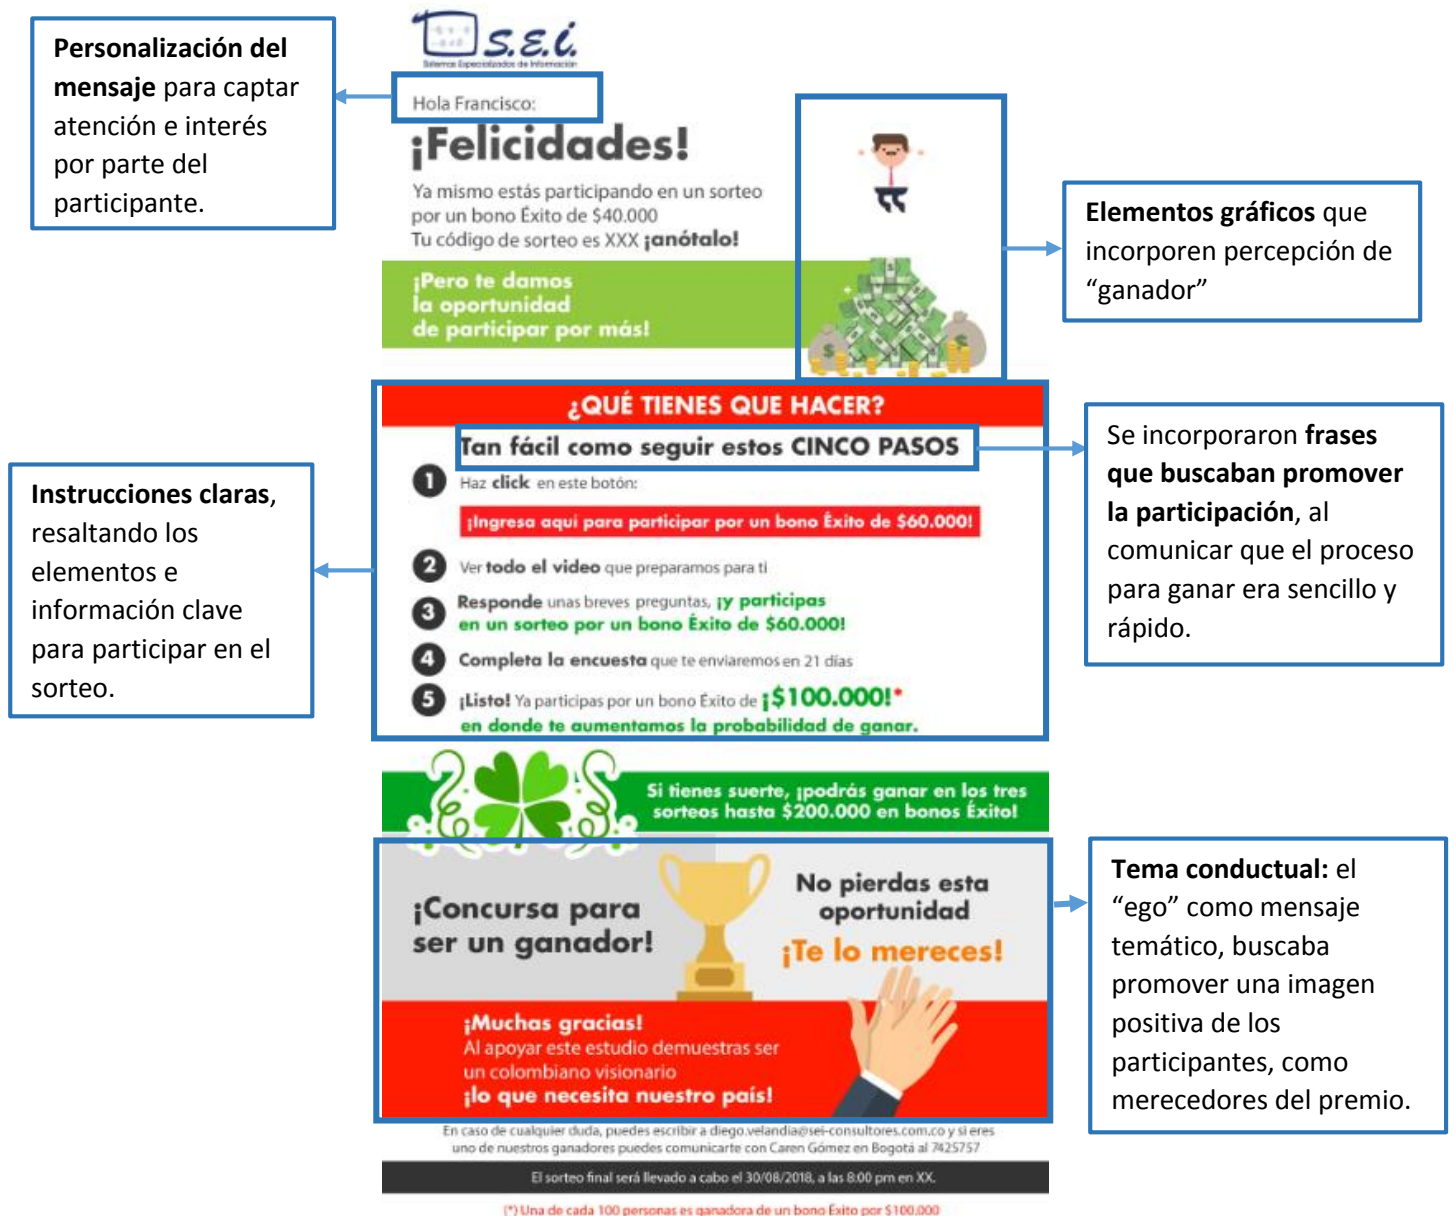 Personalización del
mensaje para captar
atención e interés
por parte del
participante.
S.E.i.
Sistemas Especializados de Información
Hola Francisco:
¡Felicidades!
Ya mismo estás participando en un sorteo
por un bono Éxito de $40.000
Tu código de sorteo es XXX ¡anótalo!
¡Pero te damos
la oportunidad
de participar por más!
Elementos gráficos que
incorporen percepción de
“ganador”
¿QUÉ TIENES QUE HACER?
Tan fácil como seguir estos CINCO PASOS
1 Haz click en este botón:
¡Ingresa aquí para participar por un bono Éxito de $60.000!
2 Ver todo el video que preparamos para ti
3 Responde unas breves preguntas, ¡y participas
en un sorteo por un bono Éxito de $60.000!
4 Completa la encuesta que te enviaremos en 21 días
5 ¡Listo! Ya participas por un bono Éxito de ¡$100.000!*
en donde te aumentamos la probabilidad de ganar.
Instrucciones claras,
resaltando los
elementos e
información clave
para participar en el
sorteo.
Se incorporaron frases
que buscaban promover
la participación, al
comunicar que el proceso
para ganar era sencillo y
rápido.
Si tienes suerte, ¡podrás ganar en los tres
sorteos hasta $200.000 en bonos Éxito!
¡Concursa para
ser un ganador!
No pierdas esta
oportunidad
¡Te lo mereces!
¡Muchas gracias!
Al apoyar este estudio demuestras ser
un colombiano visionario
¡lo que necesita nuestro país!
Tema conductual: el
“ego” como mensaje
temático, buscaba
promover una imagen
positiva de los
participantes, como
merecedores del premio.
En caso de cualquier duda, puedes escribir a diego.velandia@sei-consultores.com.co y si eres
uno de nuestros ganadores puedes comunicarte con Caren Gómez en Bogotá al 7425757
El sorteo final será llevado a cabo el 30/08/2018, a las 8:00 pm en XX.
(*) Una de cada 100 personas es ganadora de un bono Éxito por $100.000